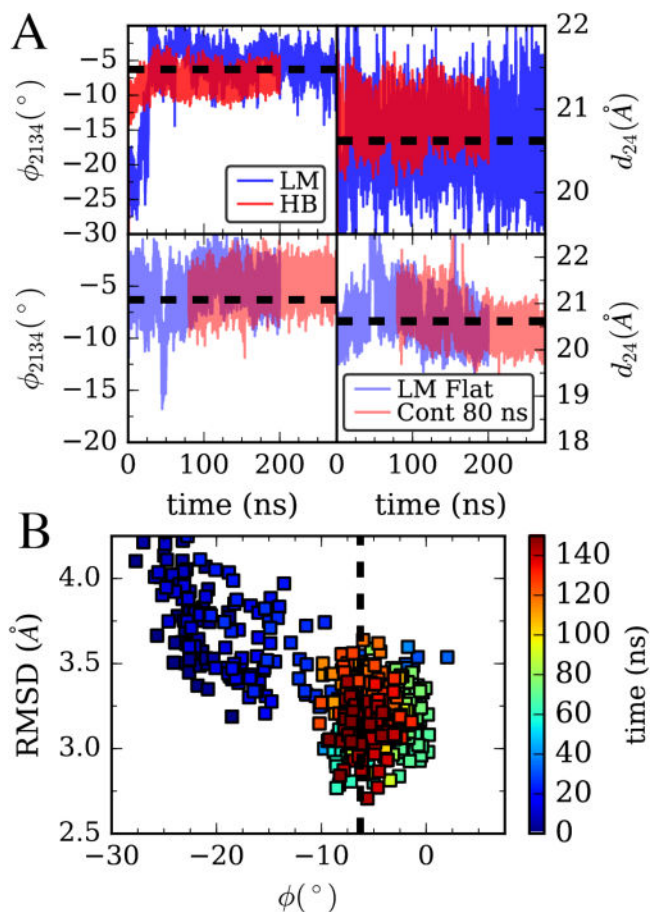 A
−5
−10
−15
−20
−25
−30
ϕ2134(°)
LM
HB
22
21
20
d24(Å)
−5
−10
−15
−20
ϕ2134(°)
0
100
200
time (ns)
22
21
20
19
18
d24(Å)
LM Flat
Cont 80 ns
0
100
200
time (ns)
B
4.0
3.5
3.0
2.5
RMSD (Å)
−30
−20
−10
0
ϕ(°)
140
120
100
80
60
40
20
0
time (ns)